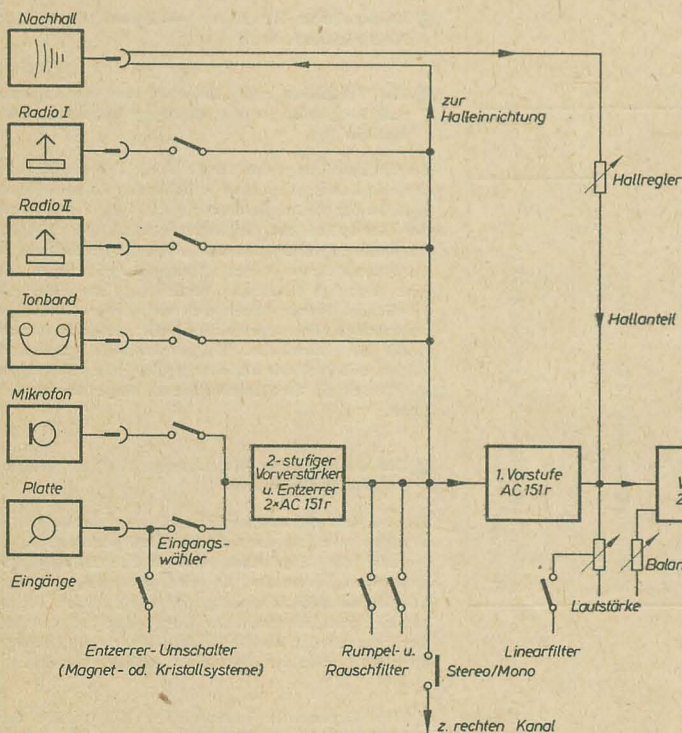 Nachhall
zur
Halleinrichtung
Radio I
Hallregler
Radio II
Tonband
Hallanteil
Mikrofon
2-stufiger
Vorverstärker
u. Entzerrer
2×AC 151r
1. Vorstufe
AC 151r
V
2
Platte
Eingangs-
wähler
Eingänge
Balan
Lautstärke
Entzerrer-Umschalter
(Magnet- od. Kristallsysteme)
Rumpel- u.
Rauschfilter
Linearfilter
Stereo/Mono
z. rechten Kanal